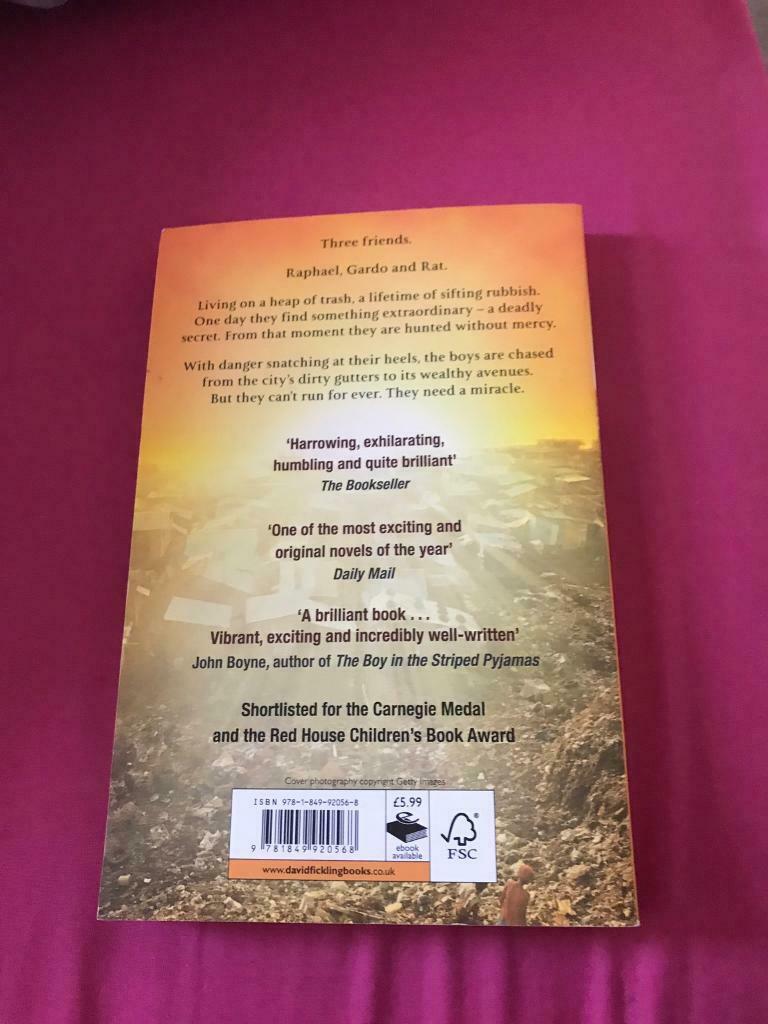 Three friends.
Raphael, Gardo and Rat.
Living on a heap of trash, a lifetime of sifting rubbish.
One day they find something extraordinary – a deadly
secret. From that moment they are hunted without mercy.
With danger snatching at their heels, the boys are chased
from the city's dirty gutters to its wealthy avenues.
But they can't run for ever. They need a miracle.
'Harrowing, exhilarating,
humbling and quite brilliant'
The Bookseller
'One of the most exciting and
original novels of the year'
Daily Mail
'A brilliant book . . .
Vibrant, exciting and incredibly well-written'
John Boyne, author of The Boy in the Striped Pyjamas
Shortlisted for the Carnegie Medal
and the Red House Children's Book Award
Cover photography copyright Getty Images
ISBN 978-1-849-92056-8
9 781849 920568
£5.99
ebook
available
FSC
®
www.davidficklingbooks.co.uk